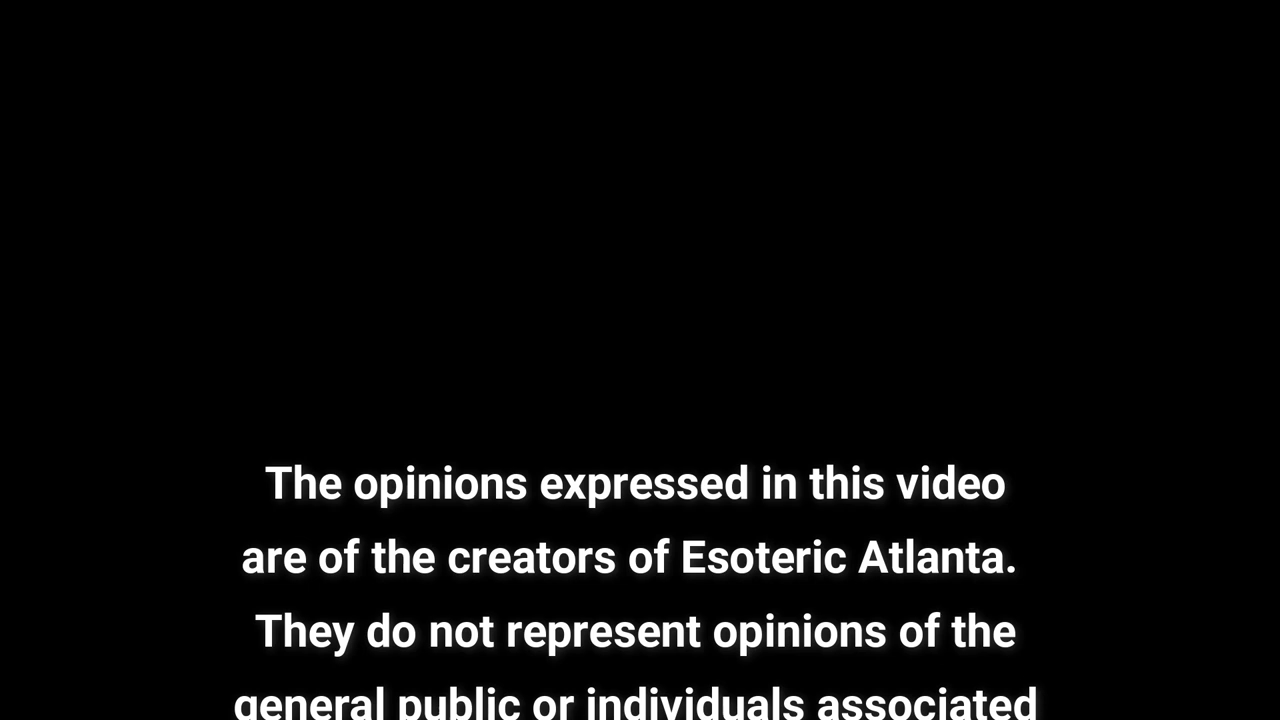 The opinions expressed in this video
are of the creators of Esoteric Atlanta.
They do not represent opinions of the
general public or individuals associated